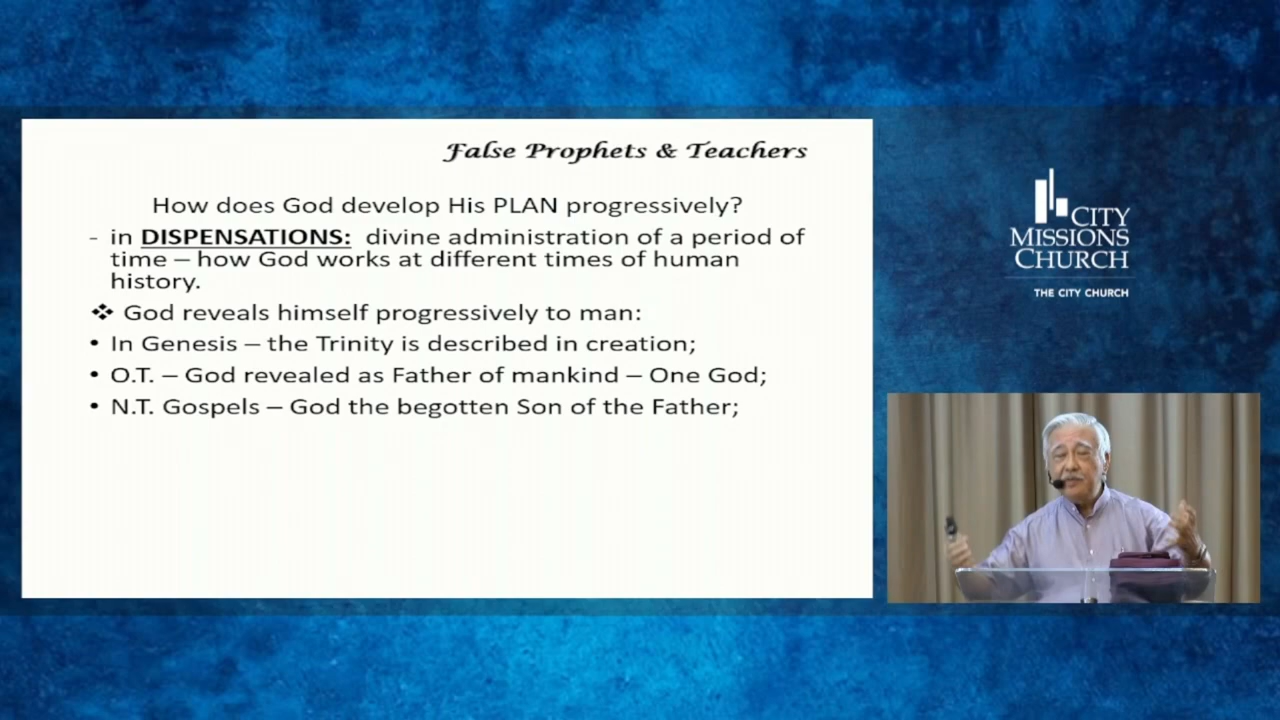 False Prophets & Teachers
How does God develop His PLAN progressively?
- in DISPENSATIONS: divine administration of a period of
time – how God works at different times of human
history.
❖ God reveals himself progressively to man:
• In Genesis – the Trinity is described in creation;
• O.T. – God revealed as Father of mankind – One God;
• N.T. Gospels – God the begotten Son of the Father;
CITY
MISSIONS
CHURCH
THE CITY CHURCH